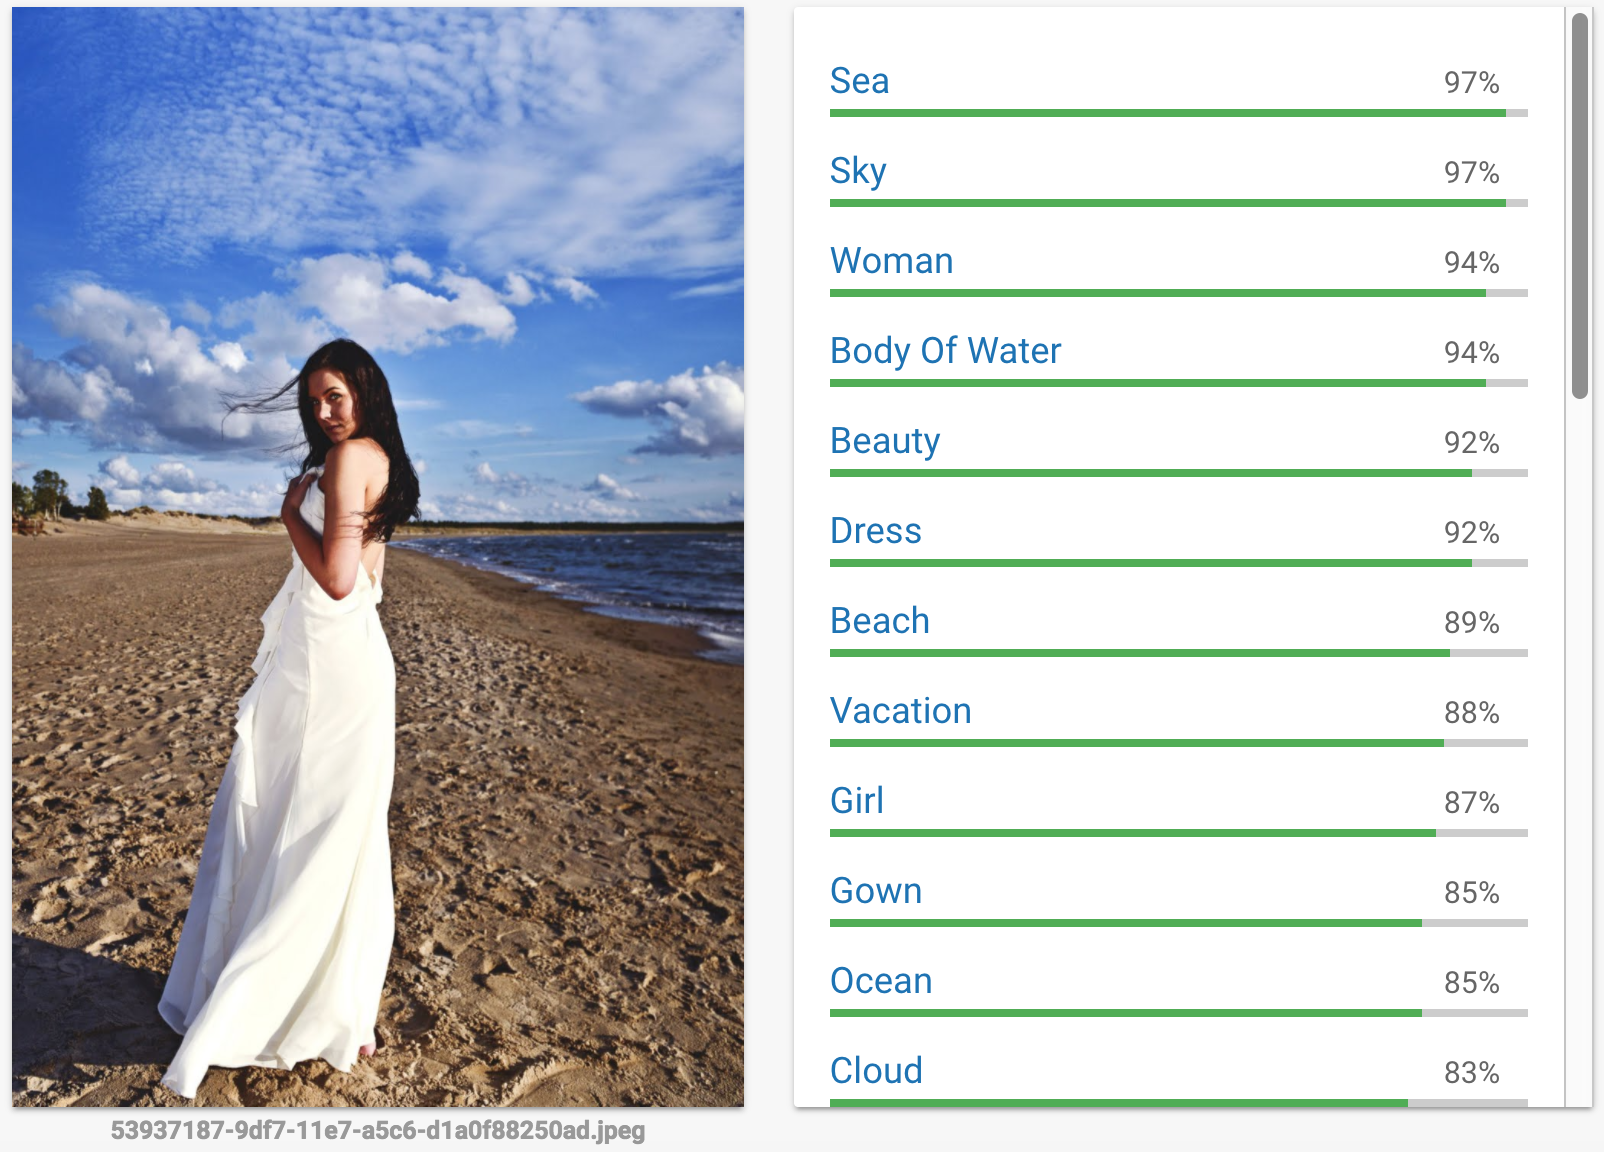 Sea 97%
Sky 97%
Woman 94%
Body Of Water 94%
Beauty 92%
Dress 92%
Beach 89%
Vacation 88%
Girl 87%
Gown 85%
Ocean 85%
Cloud 83%
53937187-9df7-11e7-a5c6-d1a0f88250ad.jpeg